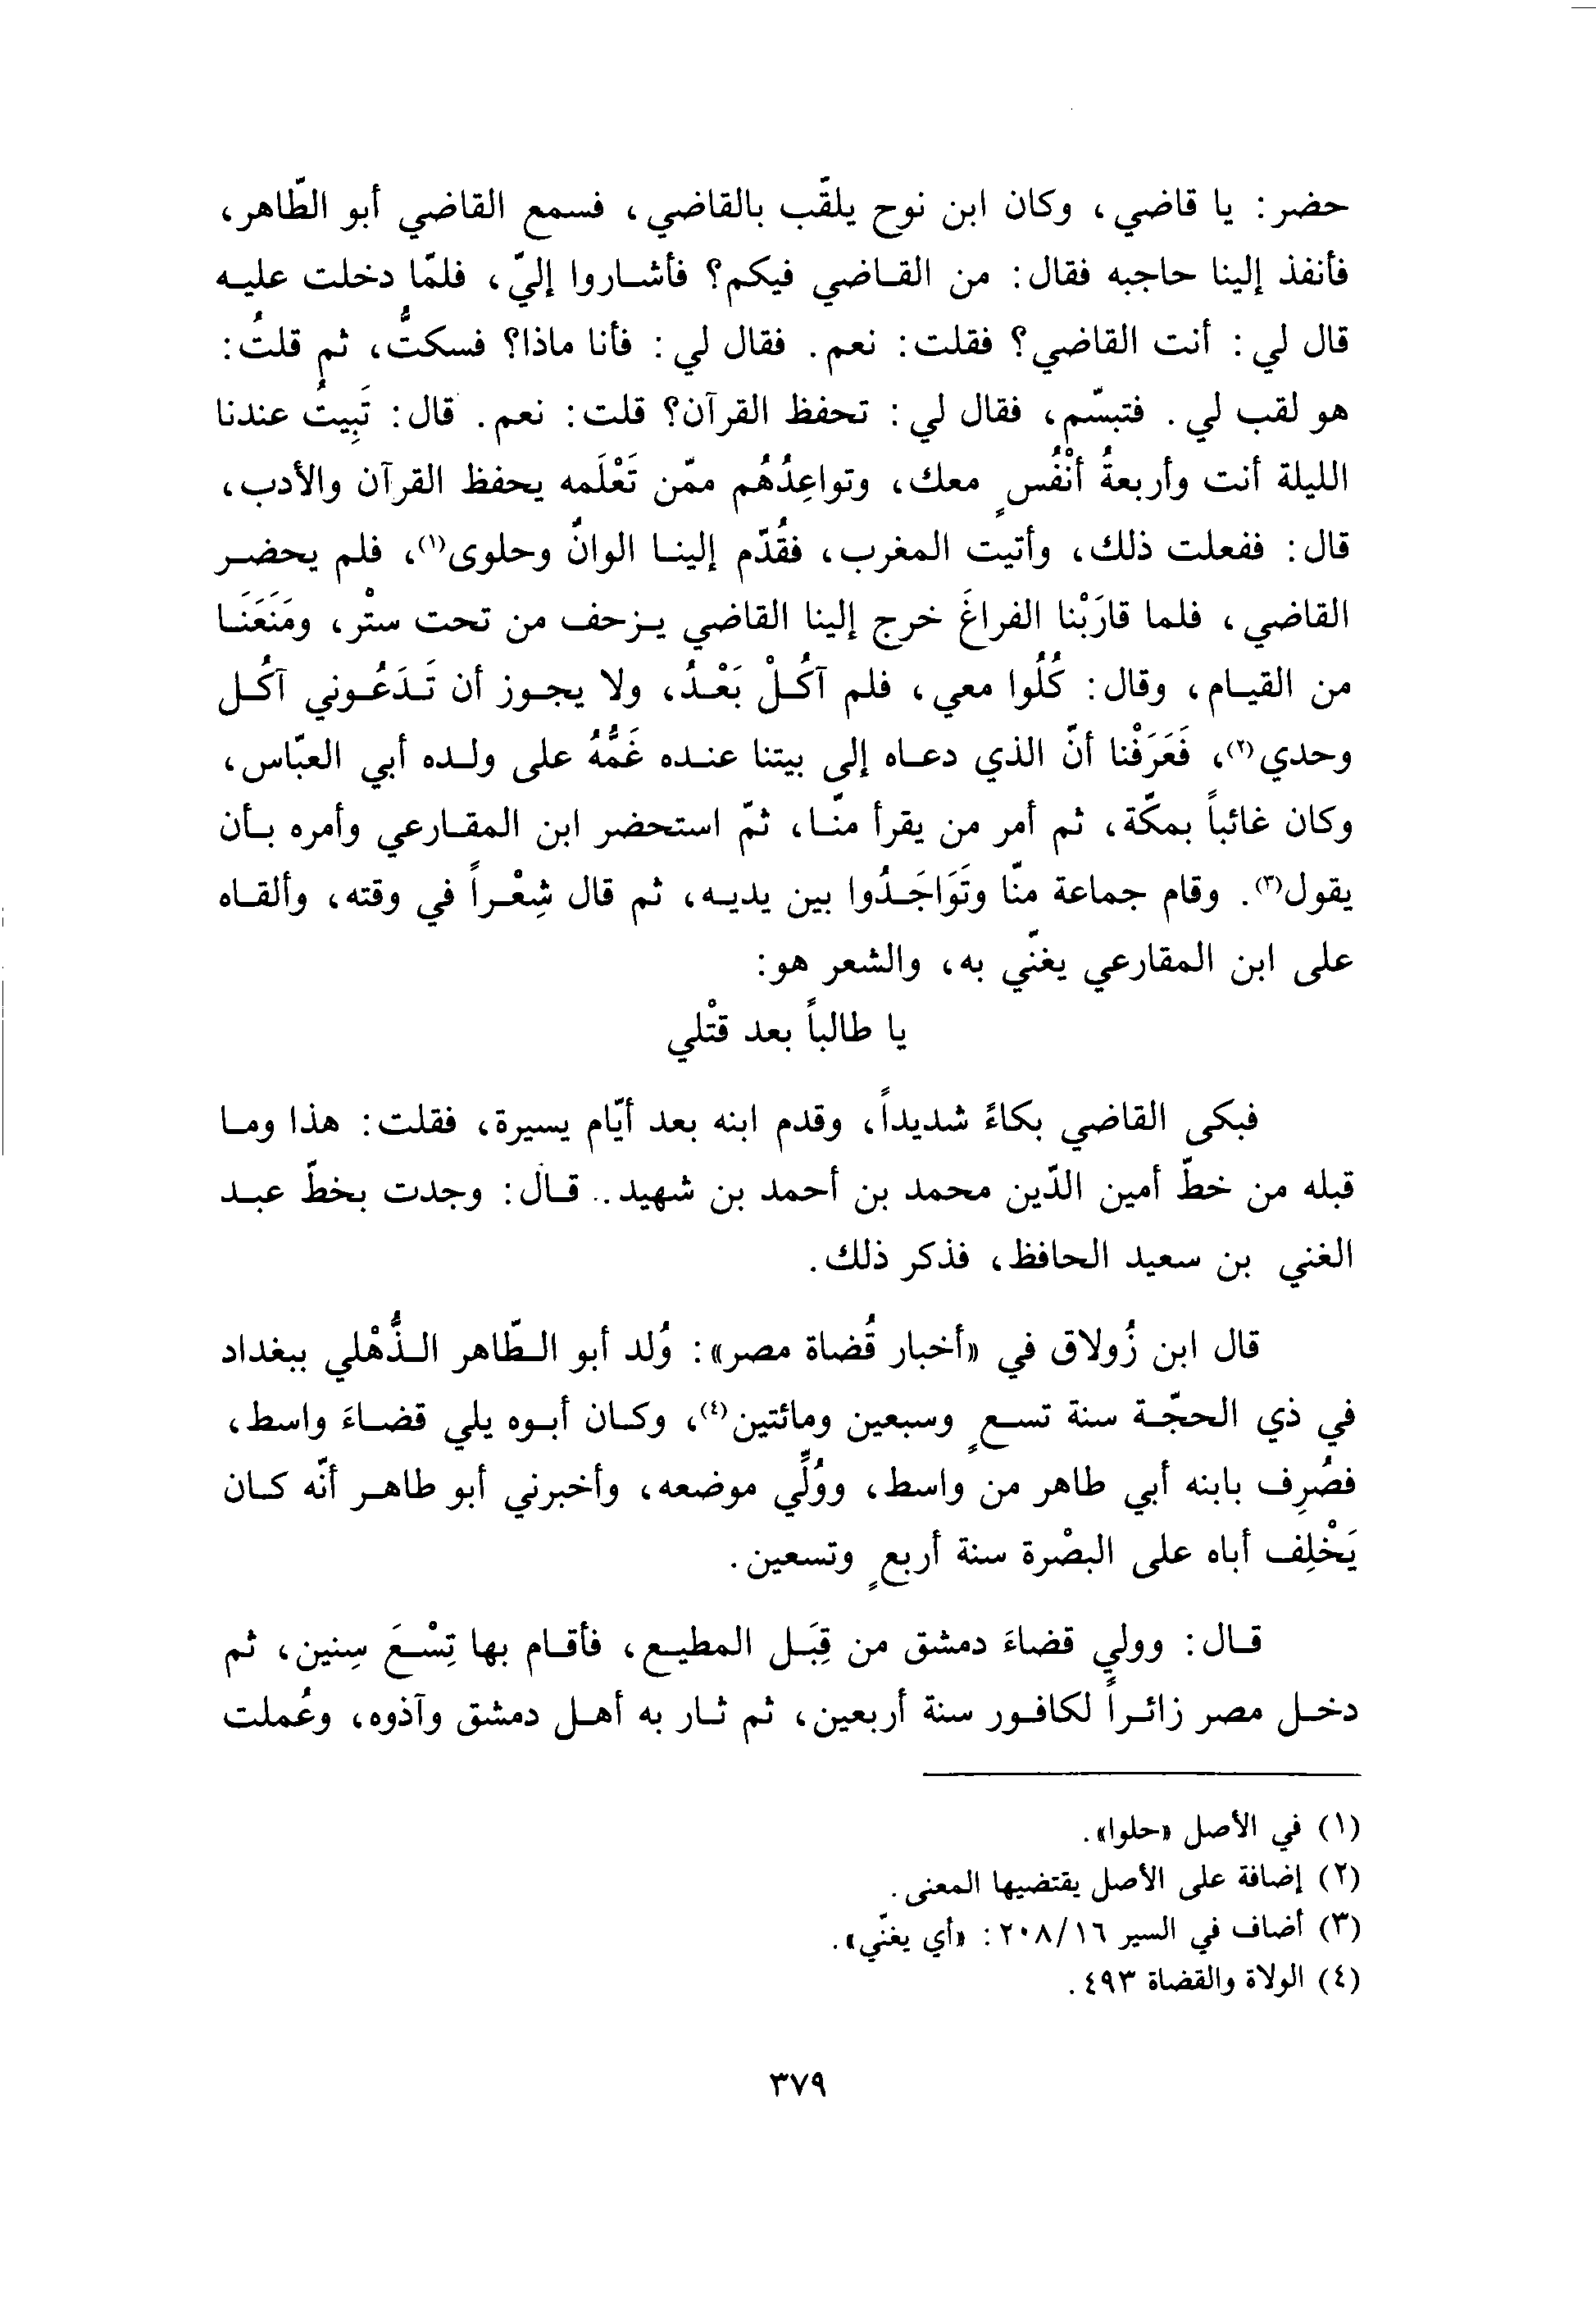 حضر: يا قاضي، وكان ابن نوح يلقّب بالقاضي، فسمع القاضي أبو الطّاهر،
فأنفذ إلينا حاجبه فقال: من القاضي فيكم؟ فأشاروا إليّ، فلمّا دخلت عليه
قال لي: أنت القاضي؟ فقلت: نعم. فقال لي: فأنا ماذا؟ فسكتُّ، ثم قلتُ:
هو لقب لي. فتبسّم، فقال لي: تحفظ القرآن؟ قلت: نعم. قال: تَبِيتُ عندنا
الليلة أنت وأربعةُ أنْفُسٍ معك، وتواعِدُهُم ممّن تَعْلَمه يحفظ القرآن والأدب،
قال: ففعلت ذلك، وأتيت المغرب، فقُدّم إلينا الوانٌ وحلوى(١)، فلم يحضر
القاضي، فلما قارَبْنا الفراغَ خرج إلينا القاضي يزحف من تحت ستْر، ومَنَعَنَا
من القيام، وقال: كُلُوا معي، فلم آكُلْ بَعْدُ، ولا يجوز أن تَدَعُوني آكُل
وحدي(٢)، فَعَرَفْنا أنّ الذي دعاه إلى بيتنا عنده غَمُّهُ على ولده أبي العبّاس،
وكان غائباً بمكّة، ثم أمر من يقرأ منّا، ثمّ استحضر ابن المقارعي وأمره بأن
يقول(٣). وقام جماعة منّا وتَوَاجَدُوا بين يديه، ثم قال شِعْراً في وقته، وألقاه
على ابن المقارعي يغنّي به، والشعر هو:
يا طالباً بعد قتْلي
فبكى القاضي بكاءً شديداً، وقدم ابنه بعد أيّام يسيرة، فقلت: هذا وما
قبله من خطّ أمين الدّين محمد بن أحمد بن شهيد.. قال: وجدت بخطّ عبد
الغني بن سعيد الحافظ، فذكر ذلك.
قال ابن زُولاق في «أخبار قُضاة مصر»: وُلد أبو الطّاهر الذُّهْلي ببغداد
في ذي الحجّة سنة تسعٍ وسبعين ومائتين(٤)، وكان أبوه يلي قضاءَ واسط،
فصُرِف بابنه أبي طاهر من واسط، ووُلِّي موضعه، وأخبرني أبو طاهر أنّه كان
يَخْلِف أباه على البصْرة سنة أربعٍ وتسعين.
قال: وولي قضاءَ دمشق من قِبَل المطيع، فأقام بها تِسْعَ سِنين، ثم
دخل مصر زائراً لكافور سنة أربعين، ثم ثار به أهل دمشق وآذوه، وعُملت
(١) في الأصل «حلوا».
(٢) إضافة على الأصل يقتضيها المعنى.
(٣) أضاف في السير ٢٠٨/١٦: «أي يغنّي».
(٤) الولاة والقضاة ٤٩٣.
٣٧٩